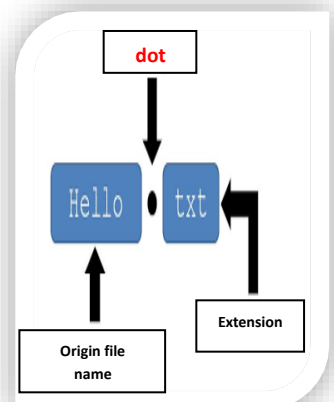 dot
Hello • txt
Extension
Origin file
name